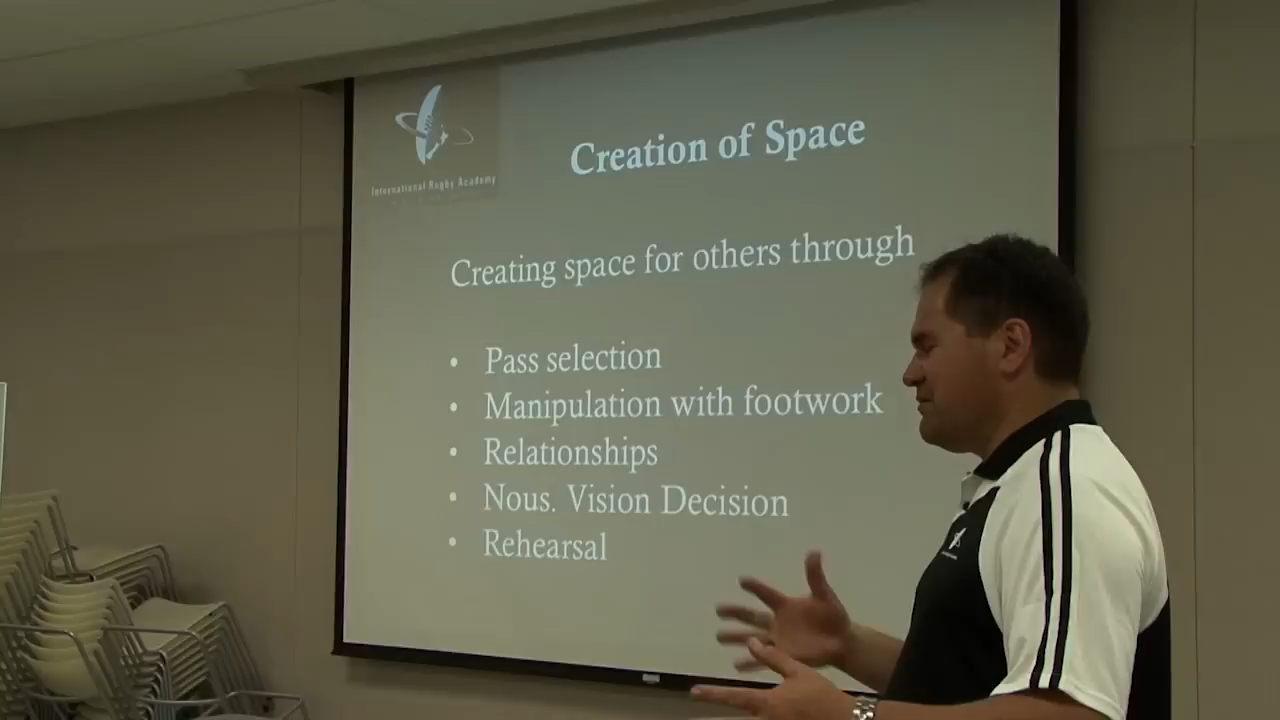 International Rugby Academy
Creation of Space
Creating space for others through
• Pass selection
• Manipulation with footwork
• Relationships
• Nous. Vision Decision
• Rehearsal